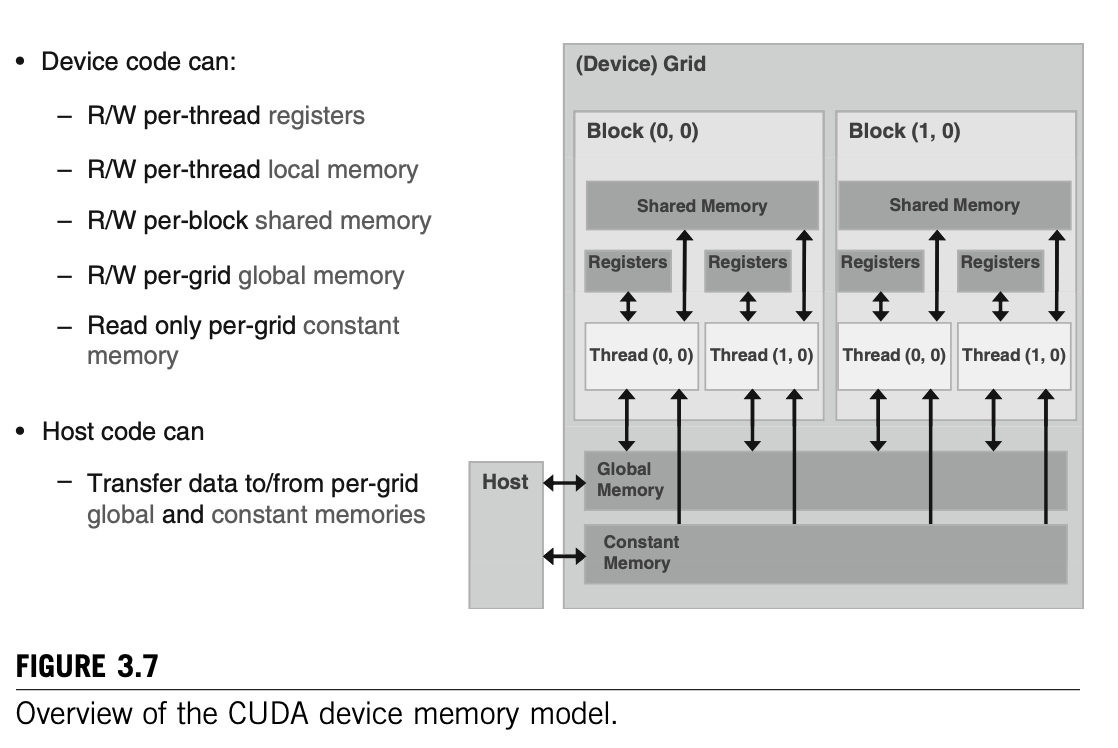 • Device code can:
– R/W per-thread registers
– R/W per-thread local memory
– R/W per-block shared memory
– R/W per-grid global memory
– Read only per-grid constant
memory
• Host code can
– Transfer data to/from per-grid
global and constant memories
(Device) Grid
Block (0, 0)
Shared Memory
Registers
Registers
Thread (0, 0)
Thread (1, 0)
Block (1, 0)
Shared Memory
Registers
Registers
Thread (0, 0)
Thread (1, 0)
Host
Global
Memory
Constant
Memory
FIGURE 3.7
Overview of the CUDA device memory model.